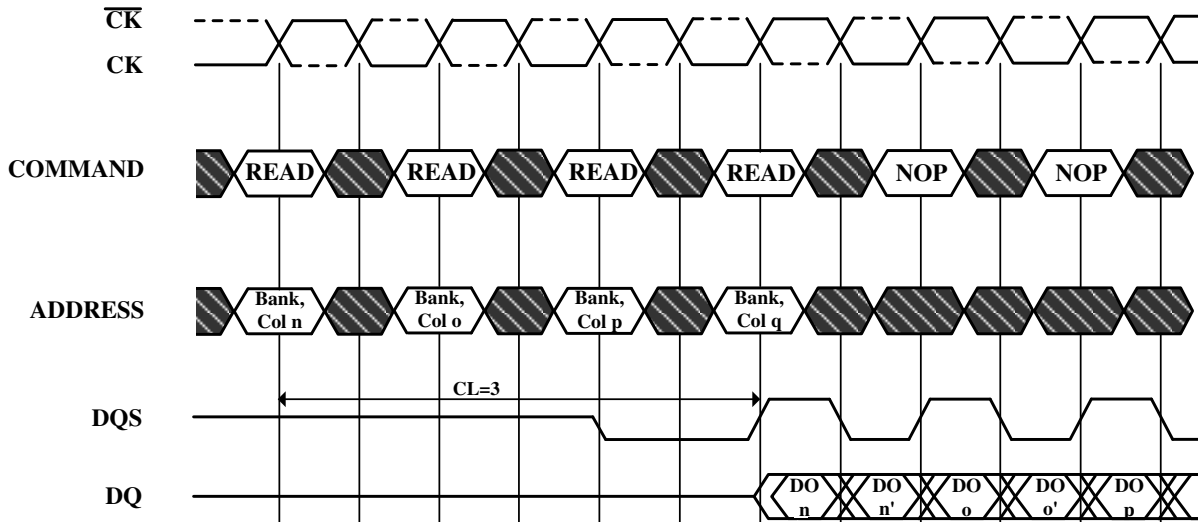 CK
CK
COMMAND
READ
READ
READ
READ
NOP
NOP
ADDRESS
Bank,
Col n
Bank,
Col o
Bank,
Col p
Bank,
Col q
CL=3
DQS
DQ
DO
n
DO
n'
DO
o
DO
o'
DO
p